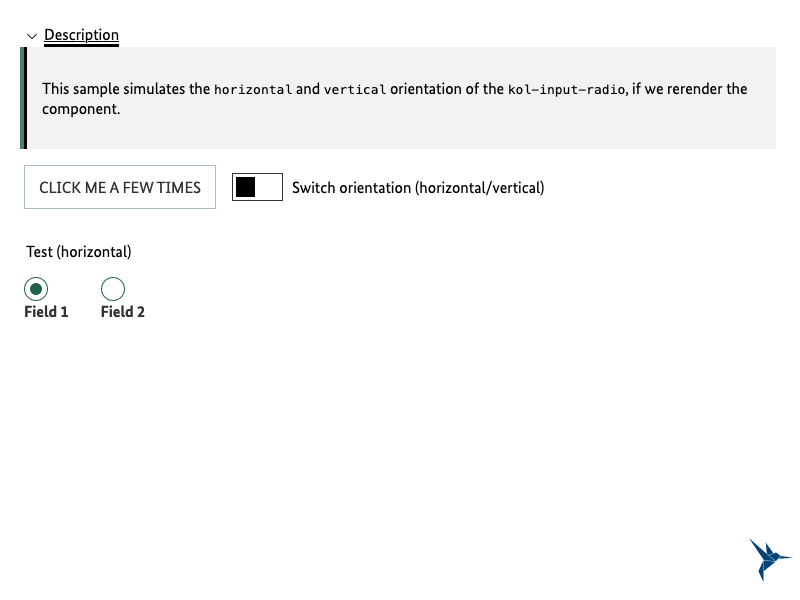 Description
This sample simulates the horizontal and vertical orientation of the kol-input-radio, if we rerender the
component.
CLICK ME A FEW TIMES
Switch orientation (horizontal/vertical)
Test (horizontal)
Field 1
Field 2